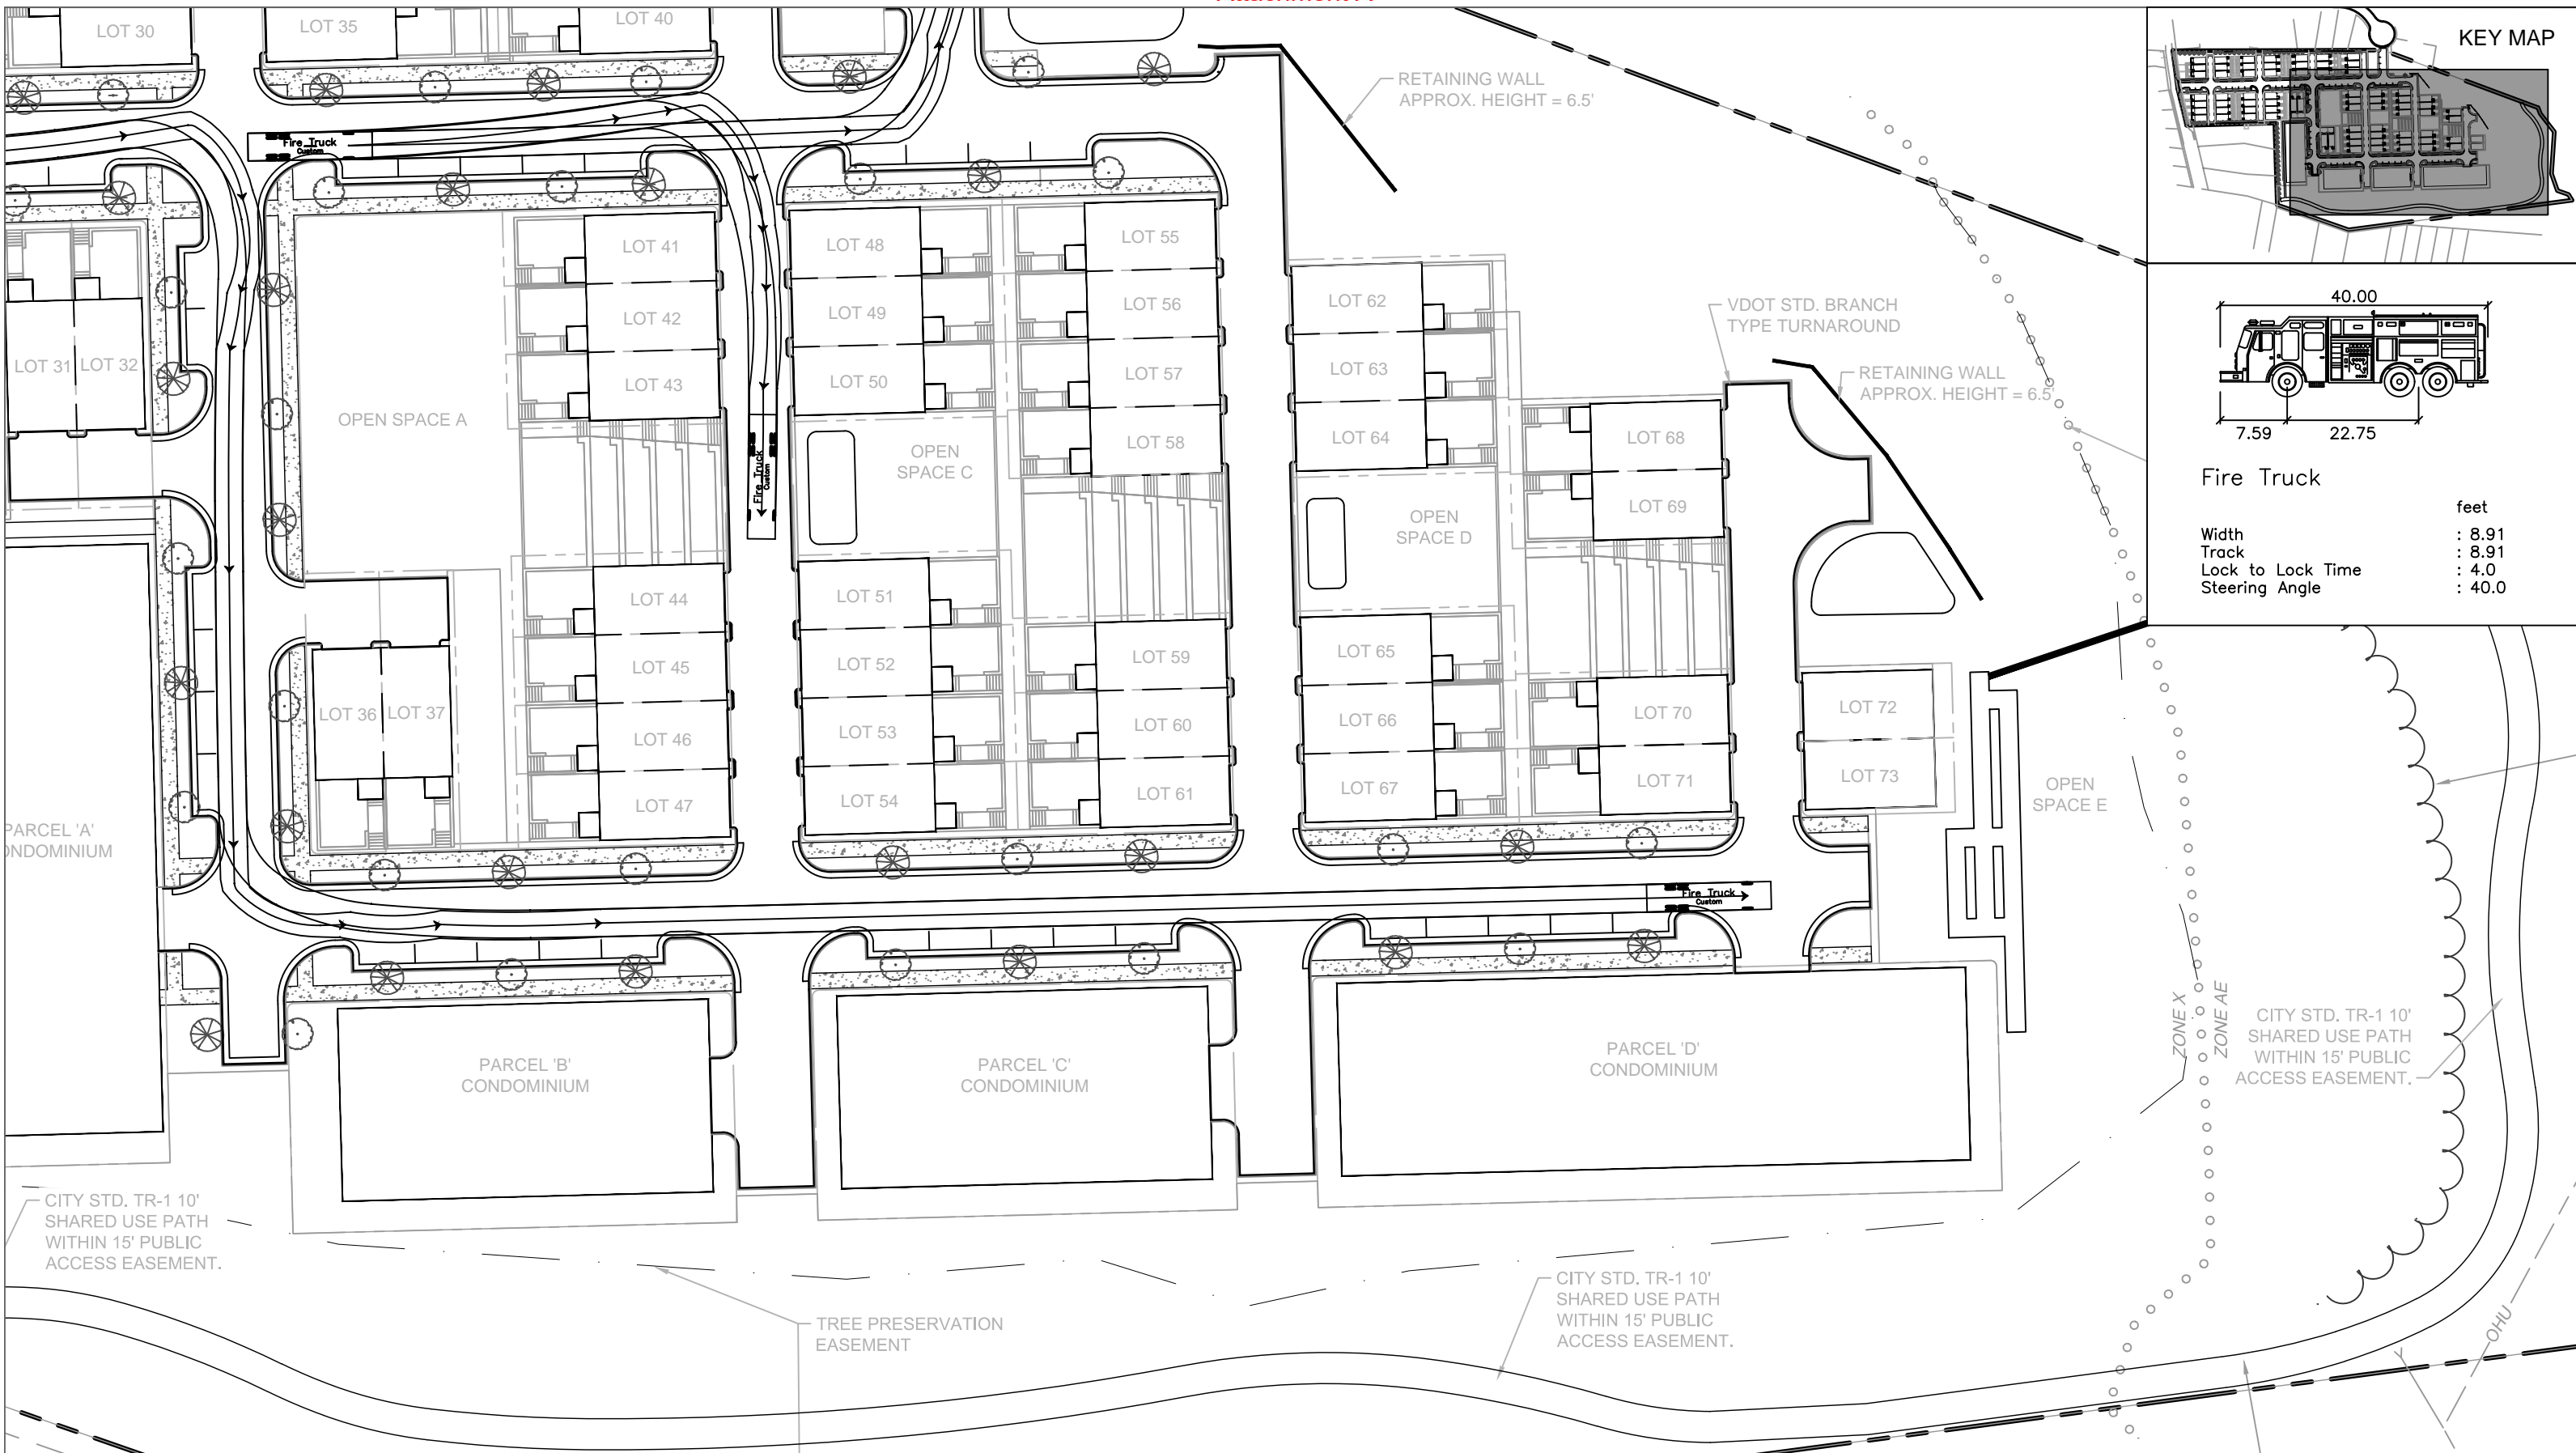 LOT 30
LOT 35
LOT 40
KEY MAP
RETAINING WALL
APPROX. HEIGHT = 6.5'
Fire Truck
Custom
LOT 41
LOT 42
LOT 43
LOT 48
LOT 49
LOT 50
LOT 55
LOT 56
LOT 57
LOT 58
LOT 62
LOT 63
LOT 64
VDOT STD. BRANCH
TYPE TURNAROUND
RETAINING WALL
APPROX. HEIGHT = 6.5'
40.00
7.59
22.75
Fire Truck
feet
Width : 8.91
Track : 8.91
Lock to Lock Time : 4.0
Steering Angle : 40.0
LOT 31
LOT 32
OPEN SPACE A
Fire Truck
Custom
OPEN
SPACE C
OPEN
SPACE D
LOT 68
LOT 69
LOT 44
LOT 45
LOT 46
LOT 47
LOT 36
LOT 37
LOT 51
LOT 52
LOT 53
LOT 54
LOT 59
LOT 60
LOT 61
LOT 65
LOT 66
LOT 67
LOT 70
LOT 71
LOT 72
LOT 73
OPEN
SPACE E
PARCEL 'A'
ONDOMINIUM
Fire Truck
Custom
PARCEL 'B'
CONDOMINIUM
PARCEL 'C'
CONDOMINIUM
PARCEL 'D'
CONDOMINIUM
ZONE X
ZONE AE
CITY STD. TR-1 10'
SHARED USE PATH
WITHIN 15' PUBLIC
ACCESS EASEMENT.
CITY STD. TR-1 10'
SHARED USE PATH
WITHIN 15' PUBLIC
ACCESS EASEMENT.
TREE PRESERVATION
EASEMENT
CITY STD. TR-1 10'
SHARED USE PATH
WITHIN 15' PUBLIC
ACCESS EASEMENT.
OHU